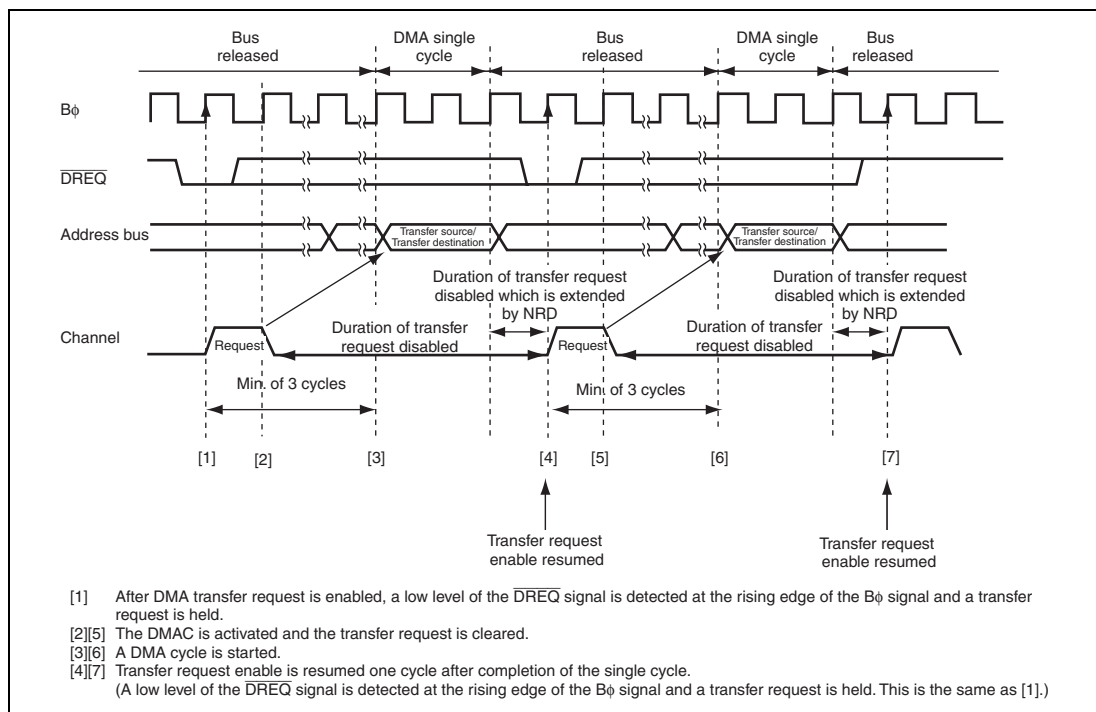 Bus released
DMA single cycle
Bus released
DMA single cycle
Bus released
Bϕ
DREQ
Address bus
Transfer source/ Transfer destination
Transfer source/ Transfer destination
Duration of transfer request disabled which is extended by NRD
Duration of transfer request disabled which is extended by NRD
Channel
Request
Duration of transfer request disabled
Request
Duration of transfer request disabled
Min. of 3 cycles
Min. of 3 cycles
[1]
[2]
[3]
[4]
[5]
[6]
[7]
Transfer request enable resumed
Transfer request enable resumed
[1] After DMA transfer request is enabled, a low level of the DREQ signal is detected at the rising edge of the Bϕ signal and a transfer
request is held.
[2][5] The DMAC is activated and the transfer request is cleared.
[3][6] A DMA cycle is started.
[4][7] Transfer request enable is resumed one cycle after completion of the single cycle.
(A low level of the DREQ signal is detected at the rising edge of the Bϕ signal and a transfer request is held. This is the same as [1].)